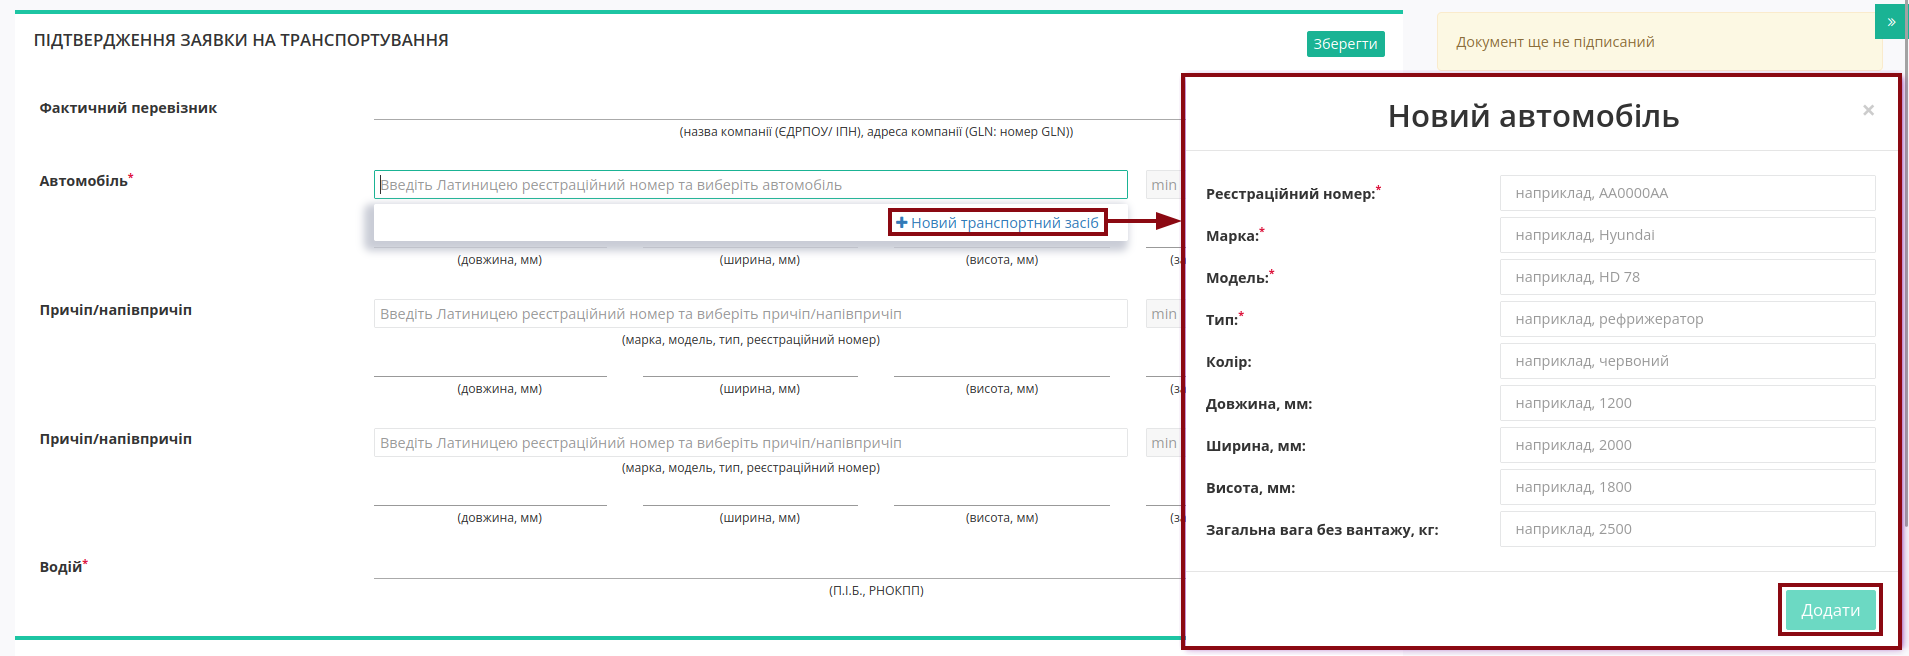 ПІДТВЕРДЖЕННЯ ЗАЯВКИ НА ТРАНСПОРТУВАННЯ
Зберегти
Документ ще не підписаний
»
Фактичний перевізник
(назва компанії (ЄДРПОУ/ ІПН), адреса компанії (GLN: номер GLN))
Автомобіль*
Введіть Латиницею реєстраційний номер та виберіть автомобіль
min
+ Новий транспортний засіб
(довжина, мм)
(ширина, мм)
(висота, мм)
Причіп/напівпричіп
Введіть Латиницею реєстраційний номер та виберіть причіп/напівпричіп
min
(марка, модель, тип, реєстраційний номер)
(довжина, мм)
(ширина, мм)
(висота, мм)
Причіп/напівпричіп
Введіть Латиницею реєстраційний номер та виберіть причіп/напівпричіп
min
(марка, модель, тип, реєстраційний номер)
(довжина, мм)
(ширина, мм)
(висота, мм)
Водій*
(П.І.Б., РНОКПП)
Новий автомобіль
×
Реєстраційний номер:* наприклад, AA0000AA
Марка:* наприклад, Hyundai
Модель:* наприклад, HD 78
Тип:* наприклад, рефрижератор
Колір: наприклад, червоний
Довжина, мм: наприклад, 1200
Ширина, мм: наприклад, 2000
Висота, мм: наприклад, 1800
Загальна вага без вантажу, кг: наприклад, 2500
Додати